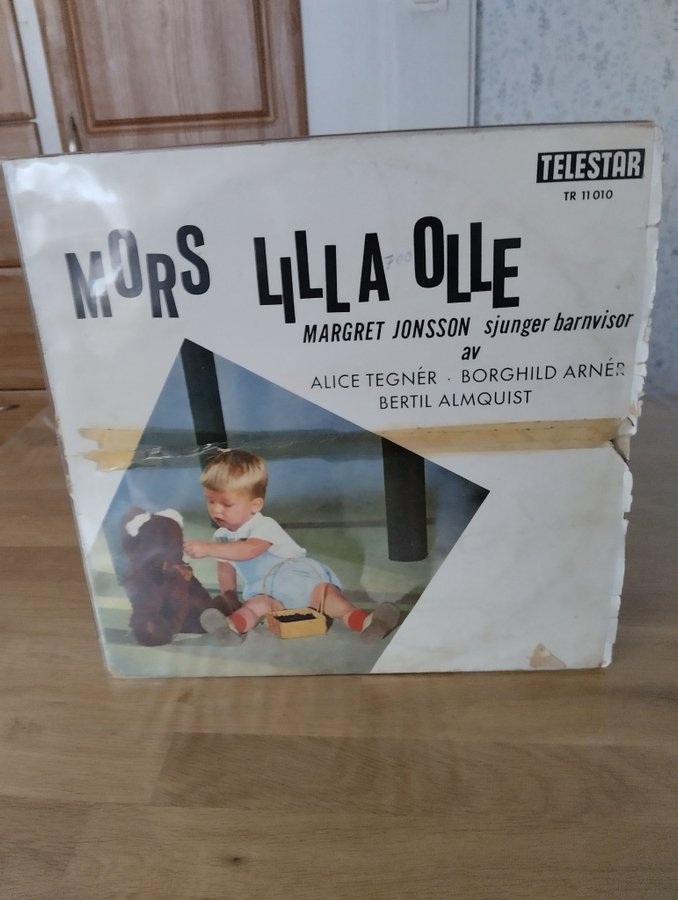 TELESTAR
TR 11 010
MORS LILLA OLLE
MARGRET JONSSON sjunger barnvisor
av
ALICE TEGNÉR · BORGHILD ARNÉR
BERTIL ALMQUIST